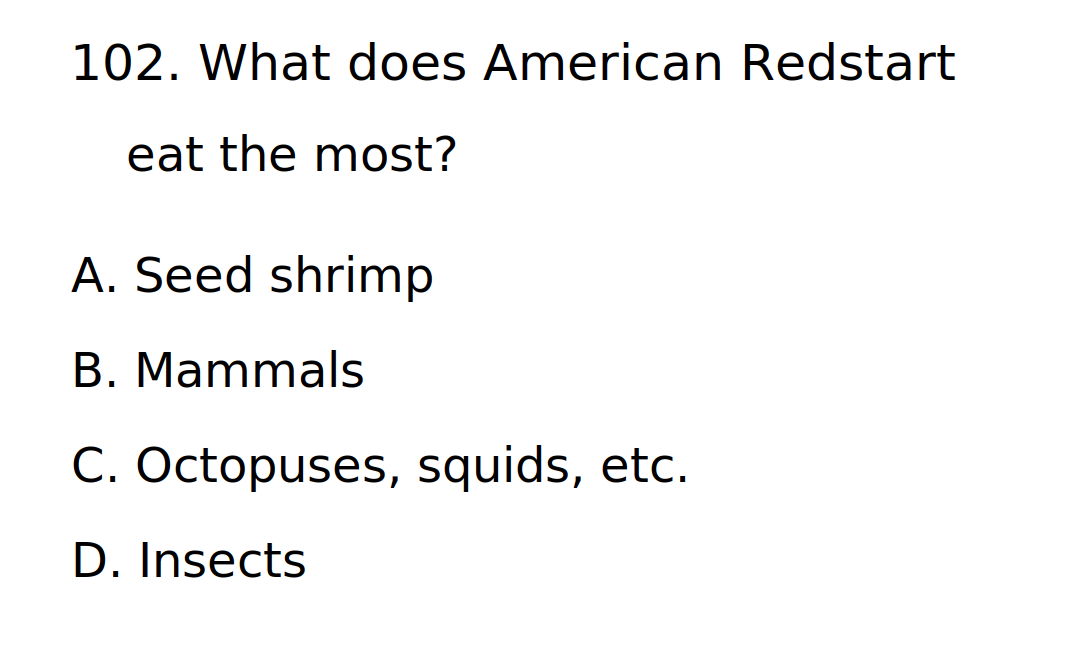 102. What does American Redstart
eat the most?
A. Seed shrimp
B. Mammals
C. Octopuses, squids, etc.
D. Insects